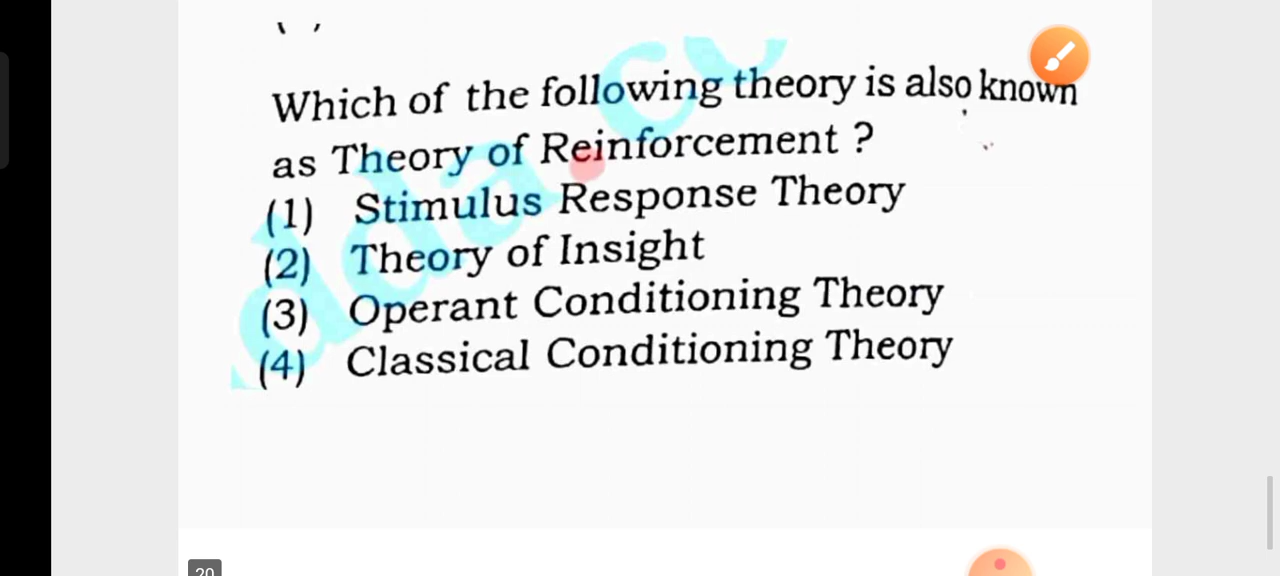 Which of the following theory is also known
as Theory of Reinforcement ?
(1) Stimulus Response Theory
(2) Theory of Insight
(3) Operant Conditioning Theory
(4) Classical Conditioning Theory
20